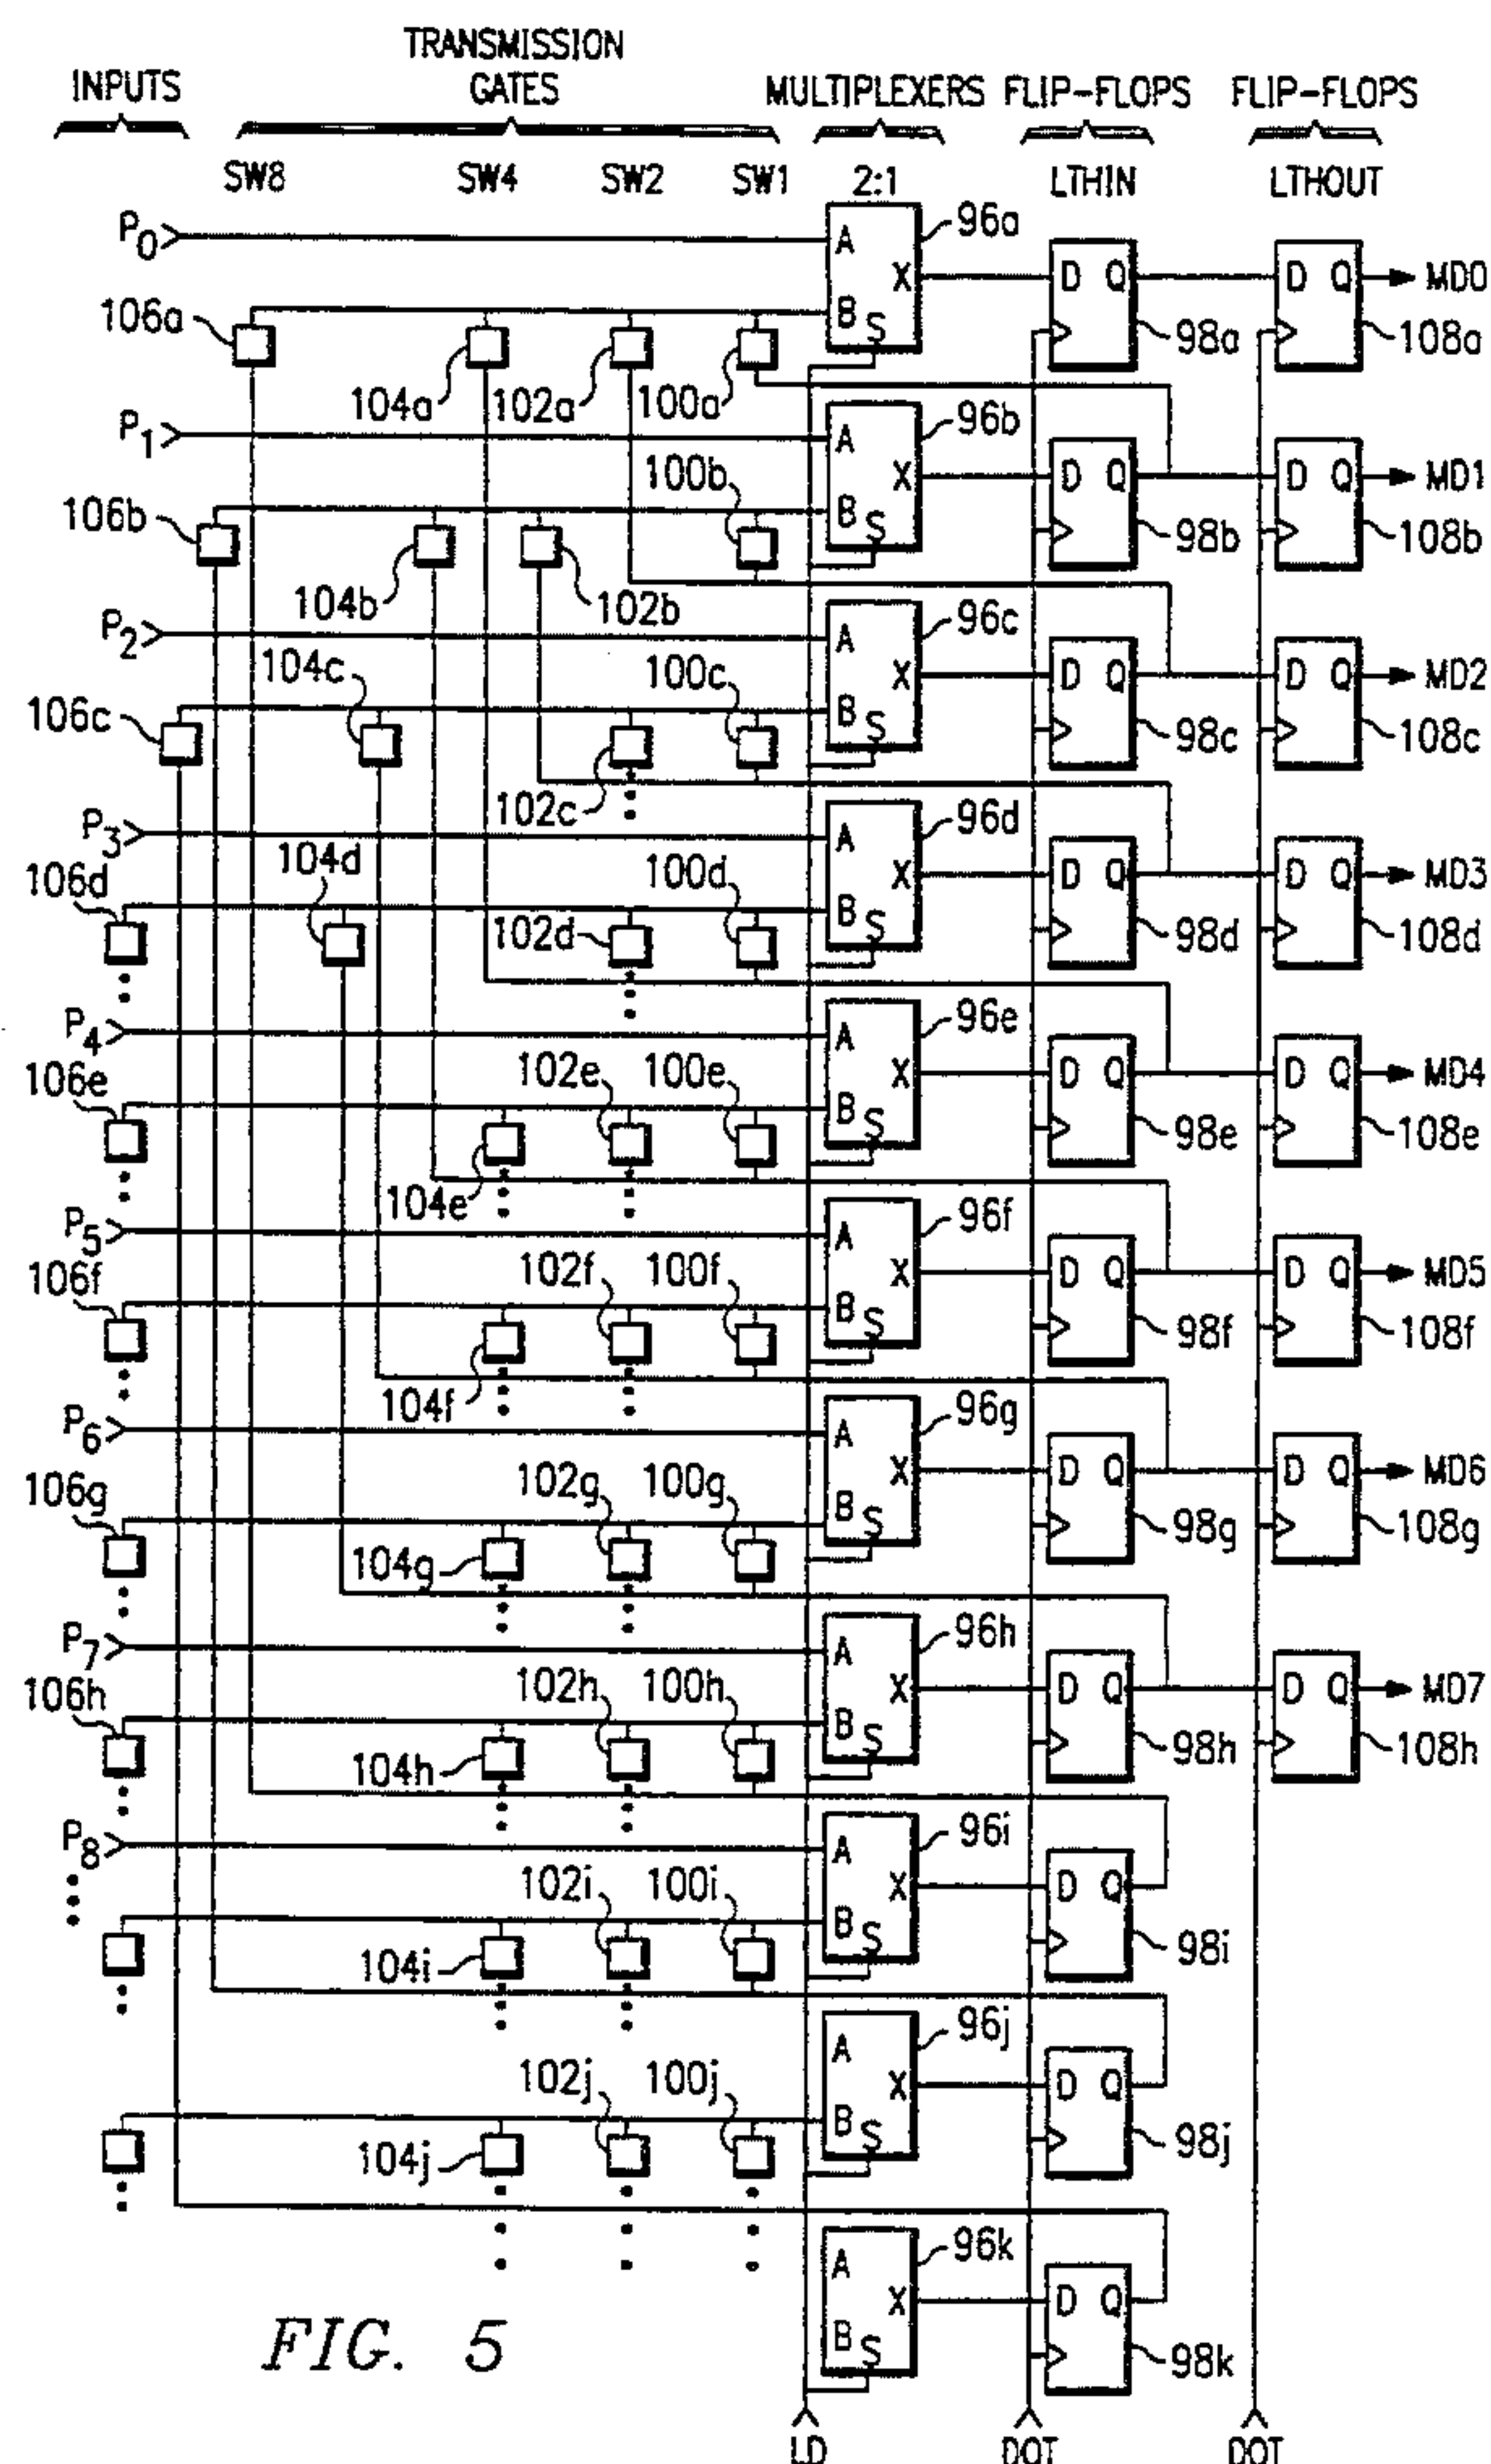 TRANSMISSION
INPUTS GATES MULTIPLEXERS FLIP-FLOPS FLIP-FLOPS
SW8 SW4 SW2 SW1 2:1 LTHIN LTHOUT
P0 A 96a
X D Q D Q MD0
106a B S 98a 108a
104a 102a 100a
P1 A 96b
100b X D Q D Q MD1
106b B S 98b 108b
104b 102b
P2 A 96c
104c 100c X D Q D Q MD2
106c B S 98c 108c
102c
P3 A 96d
106d 104d 100d X D Q D Q MD3
102d B S 98d 108d
P4 A 96e
106e 102e 100e X D Q D Q MD4
B S 98e 108e
104e
P5 A 96f
106f 102f 100f X D Q D Q MD5
B S 98f 108f
104f
P6 A 96g
106g 102g 100g X D Q D Q MD6
B S 98g 108g
104g
P7 A 96h
106h 102h 100h X D Q D Q MD7
B S 98h 108h
104h
P8 A 96i
102i 100i X D Q
B S 98i
104i
A 96j
102j 100j X D Q
B S 98j
104j
A 96k
X D Q
B S 98k
FIG. 5
LD DOT DOT